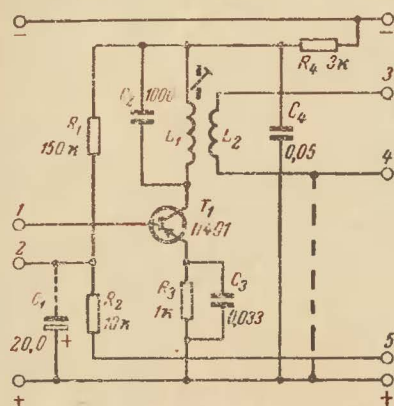 − −
R₄ 3к
3
C₂ 1000
L₁ L₂
C₄
0,05
R₁
150к
4
T₁
П401
1
2
C₁
20,0 +
R₂
10к
R₃
1к
C₃
0,033
5
+ +